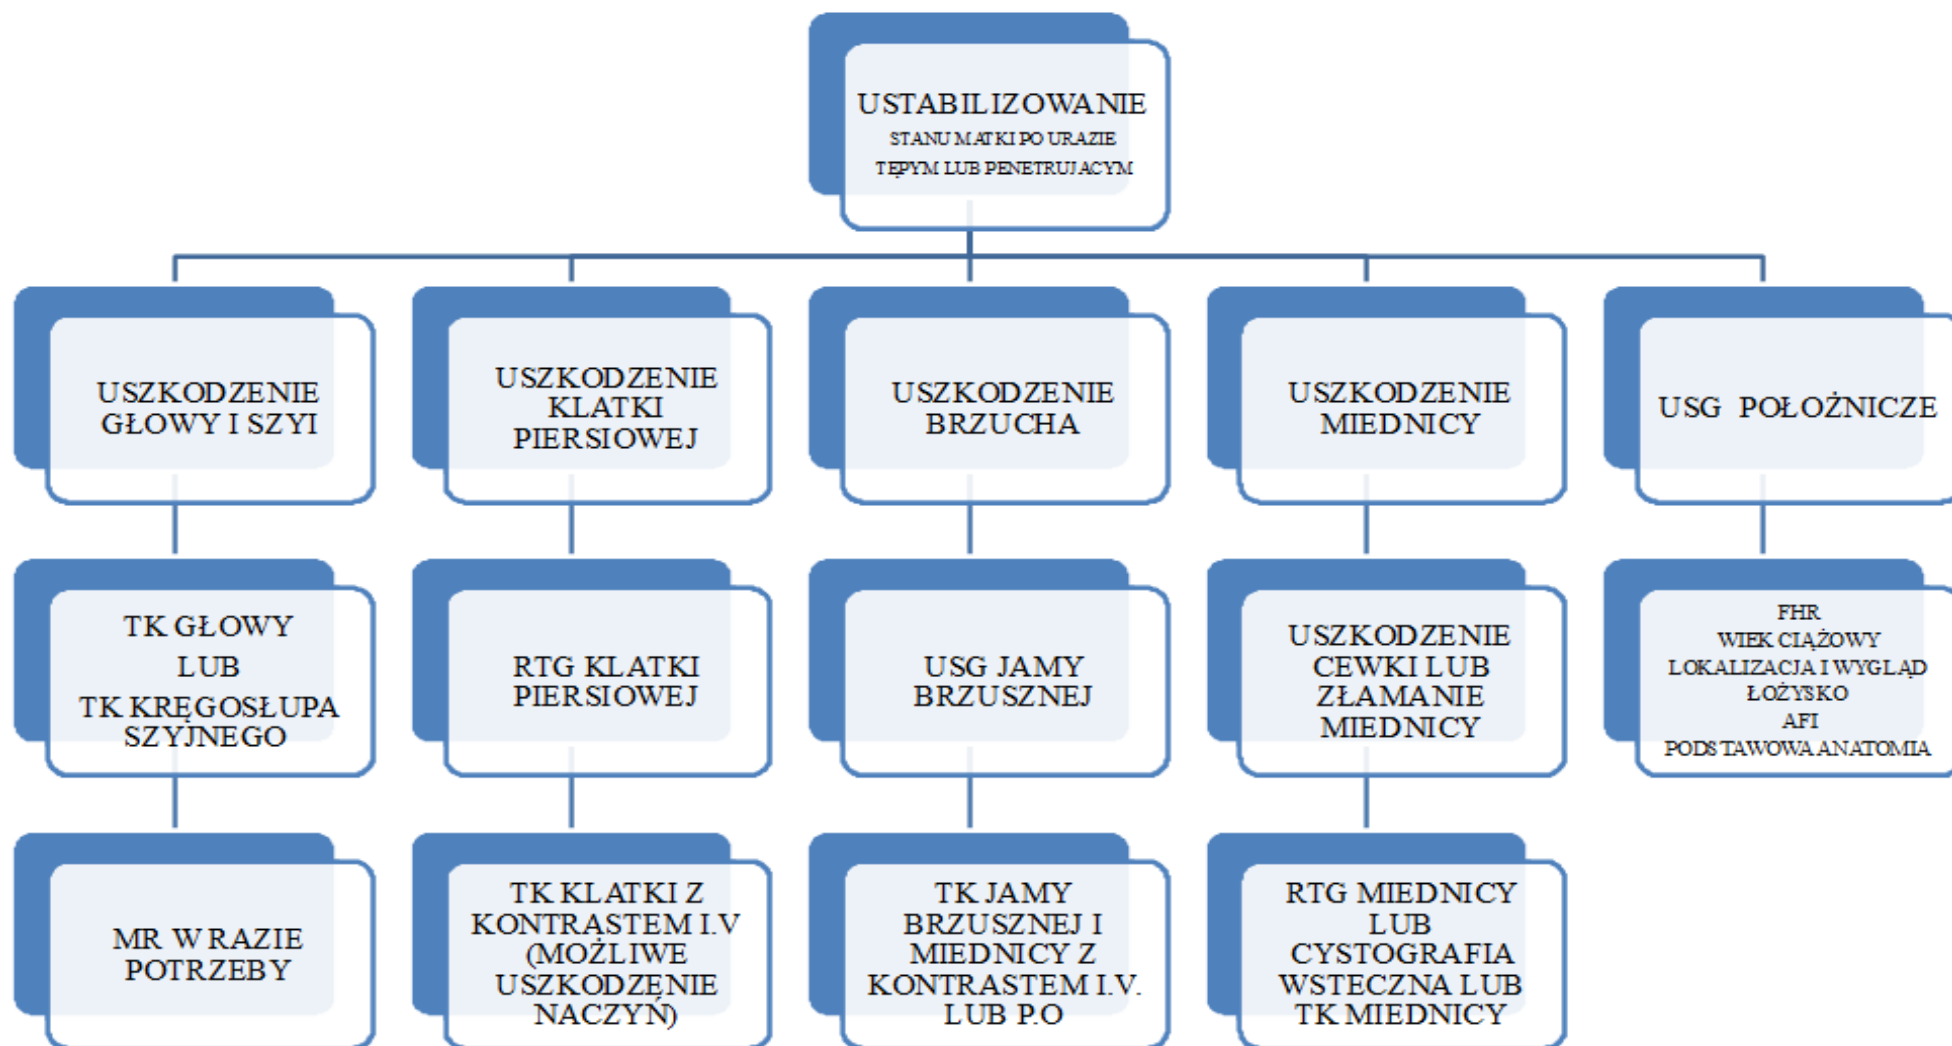 USTABILIZOWANIE
STANU MATKI PO URAZIE
TĘPYM LUB PENETRUJACYM
USZKODZENIE
GŁOWY I SZYI
USZKODZENIE
KLATKI
PIERSIOWEJ
USZKODZENIE
BRZUCHA
USZKODZENIE
MIEDNICY
USG POŁOŻNICZE
TK GŁOWY
LUB
TK KRĘGOSŁUPA
SZYJNEGO
RTG KLATKI
PIERSIOWEJ
USG JAMY
BRZUSZNEJ
USZKODZENIE
CEWKI LUB
ZŁAMANIE
MIEDNICY
FHR
WIEK CIĄŻOWY
LOKALIZACJA I WYGLĄD
ŁOŻYSKO
AFI
PODSTAWOWA ANATOMIA
MR W RAZIE
POTRZEBY
TK KLATKI Z
KONTRASTEM I.V
(MOŻLIWE
USZKODZENIE
NACZYŃ)
TK JAMY
BRZUSZNEJ I
MIEDNICY Z
KONTRASTEM I.V.
LUB P.O
RTG MIEDNICY
LUB
CYSTOGRAFIA
WSTECZNA LUB
TK MIEDNICY